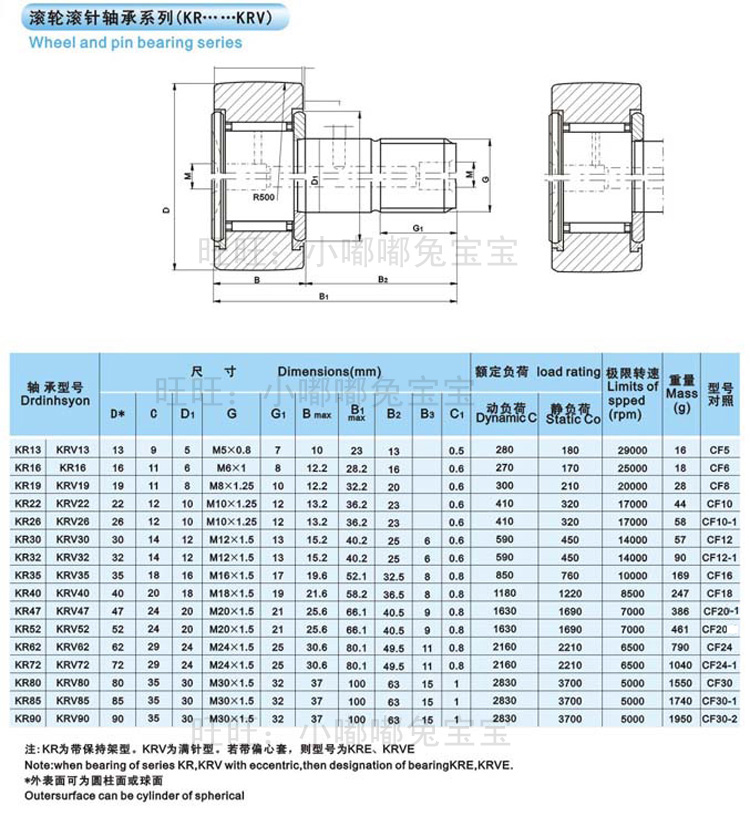 滚轮滚针轴承系列(KR……KRV)
Wheel and pin bearing series
M
D
R500
D1
M
G
G1
B
B2
B1
旺旺：小嘟嘟兔宝宝
轴承型号 Drdinhsyon 尺寸 Dimensions(mm) 额定负荷 load rating 极限转速 Limits of spped (rpm) 重量 Mass (g) 型号对照
D* C D1 G G1 B max B1 max B2 B3 C1 动负荷 Dynamic C 静负荷 Static Co
旺旺：小嘟嘟兔宝宝
KR13 KRV13 13 9 5 M5×0.8 7 10 23 13 0.5 280 180 29000 16 CF5
KR16 KR16 16 11 6 M6×1 8 12.2 28.2 16 0.6 270 170 25000 18 CF6
KR19 KRV19 19 11 8 M8×1.25 10 12.2 32.2 20 0.6 300 210 20000 28 CF8
KR22 KRV22 22 12 10 M10×1.25 12 13.2 36.2 23 0.6 410 320 17000 44 CF10
KR26 KRV26 26 12 10 M10×1.25 12 13.2 36.2 23 0.6 410 320 17000 58 CF10-1
KR30 KRV30 30 14 12 M12×1.5 13 15.2 40.2 25 6 0.6 590 450 14000 57 CF12
KR32 KRV32 32 14 12 M12×1.5 13 15.2 40.2 25 6 0.6 590 450 14000 90 CF12-1
KR35 KRV35 35 18 16 M16×1.5 17 19.6 52.1 32.5 8 0.8 850 760 10000 169 CF16
KR40 KRV40 40 20 18 M18×1.5 19 21.6 58.2 36.5 8 0.8 1180 1220 8500 247 CF18
KR47 KRV47 47 24 20 M20×1.5 21 25.6 66.1 40.5 9 0.8 1630 1690 7000 386 CF20-1
KR52 KRV52 52 24 20 M20×1.5 21 25.6 66.1 40.5 9 0.8 1630 1690 7000 461 CF20
KR62 KRV62 62 29 24 M24×1.5 25 30.6 80.1 49.5 11 0.8 2160 2210 6500 790 CF24
KR72 KRV72 72 29 24 M24×1.5 25 30.6 80.1 49.5 11 0.8 2160 2210 6500 1040 CF24-1
KR80 KRV80 80 35 30 M30×1.5 32 37 100 63 15 1 2830 3700 5000 1550 CF30
KR85 KRV85 85 35 30 M30×1.5 32 37 100 63 15 1 2830 3700 5000 1740 CF30-1
KR90 KRV90 90 35 30 M30×1.5 32 37 100 63 15 1 2830 3700 5000 1950 CF30-2
旺旺：小嘟嘟兔宝宝
注:KR为带保持架型。KRV为满针型。若带偏心套，则型号为KRE、KRVE
Note:when bearing of series KR,KRV with eccentric,then designation of bearingKRE,KRVE.
*外表面可为圆柱面或球面
Outersurface can be cylinder of spherical